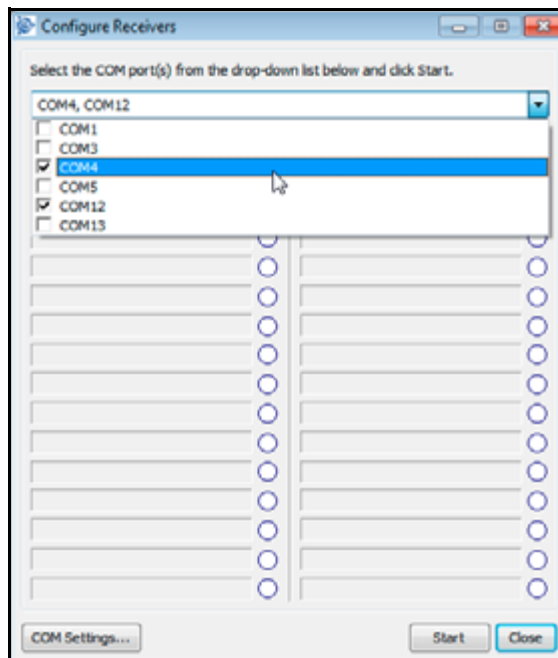 Configure Receivers
Select the COM port(s) from the drop-down list below and click Start.
COM4, COM12
COM1
COM3
COM4
COM5
COM12
COM13
COM Settings...
Start
Close